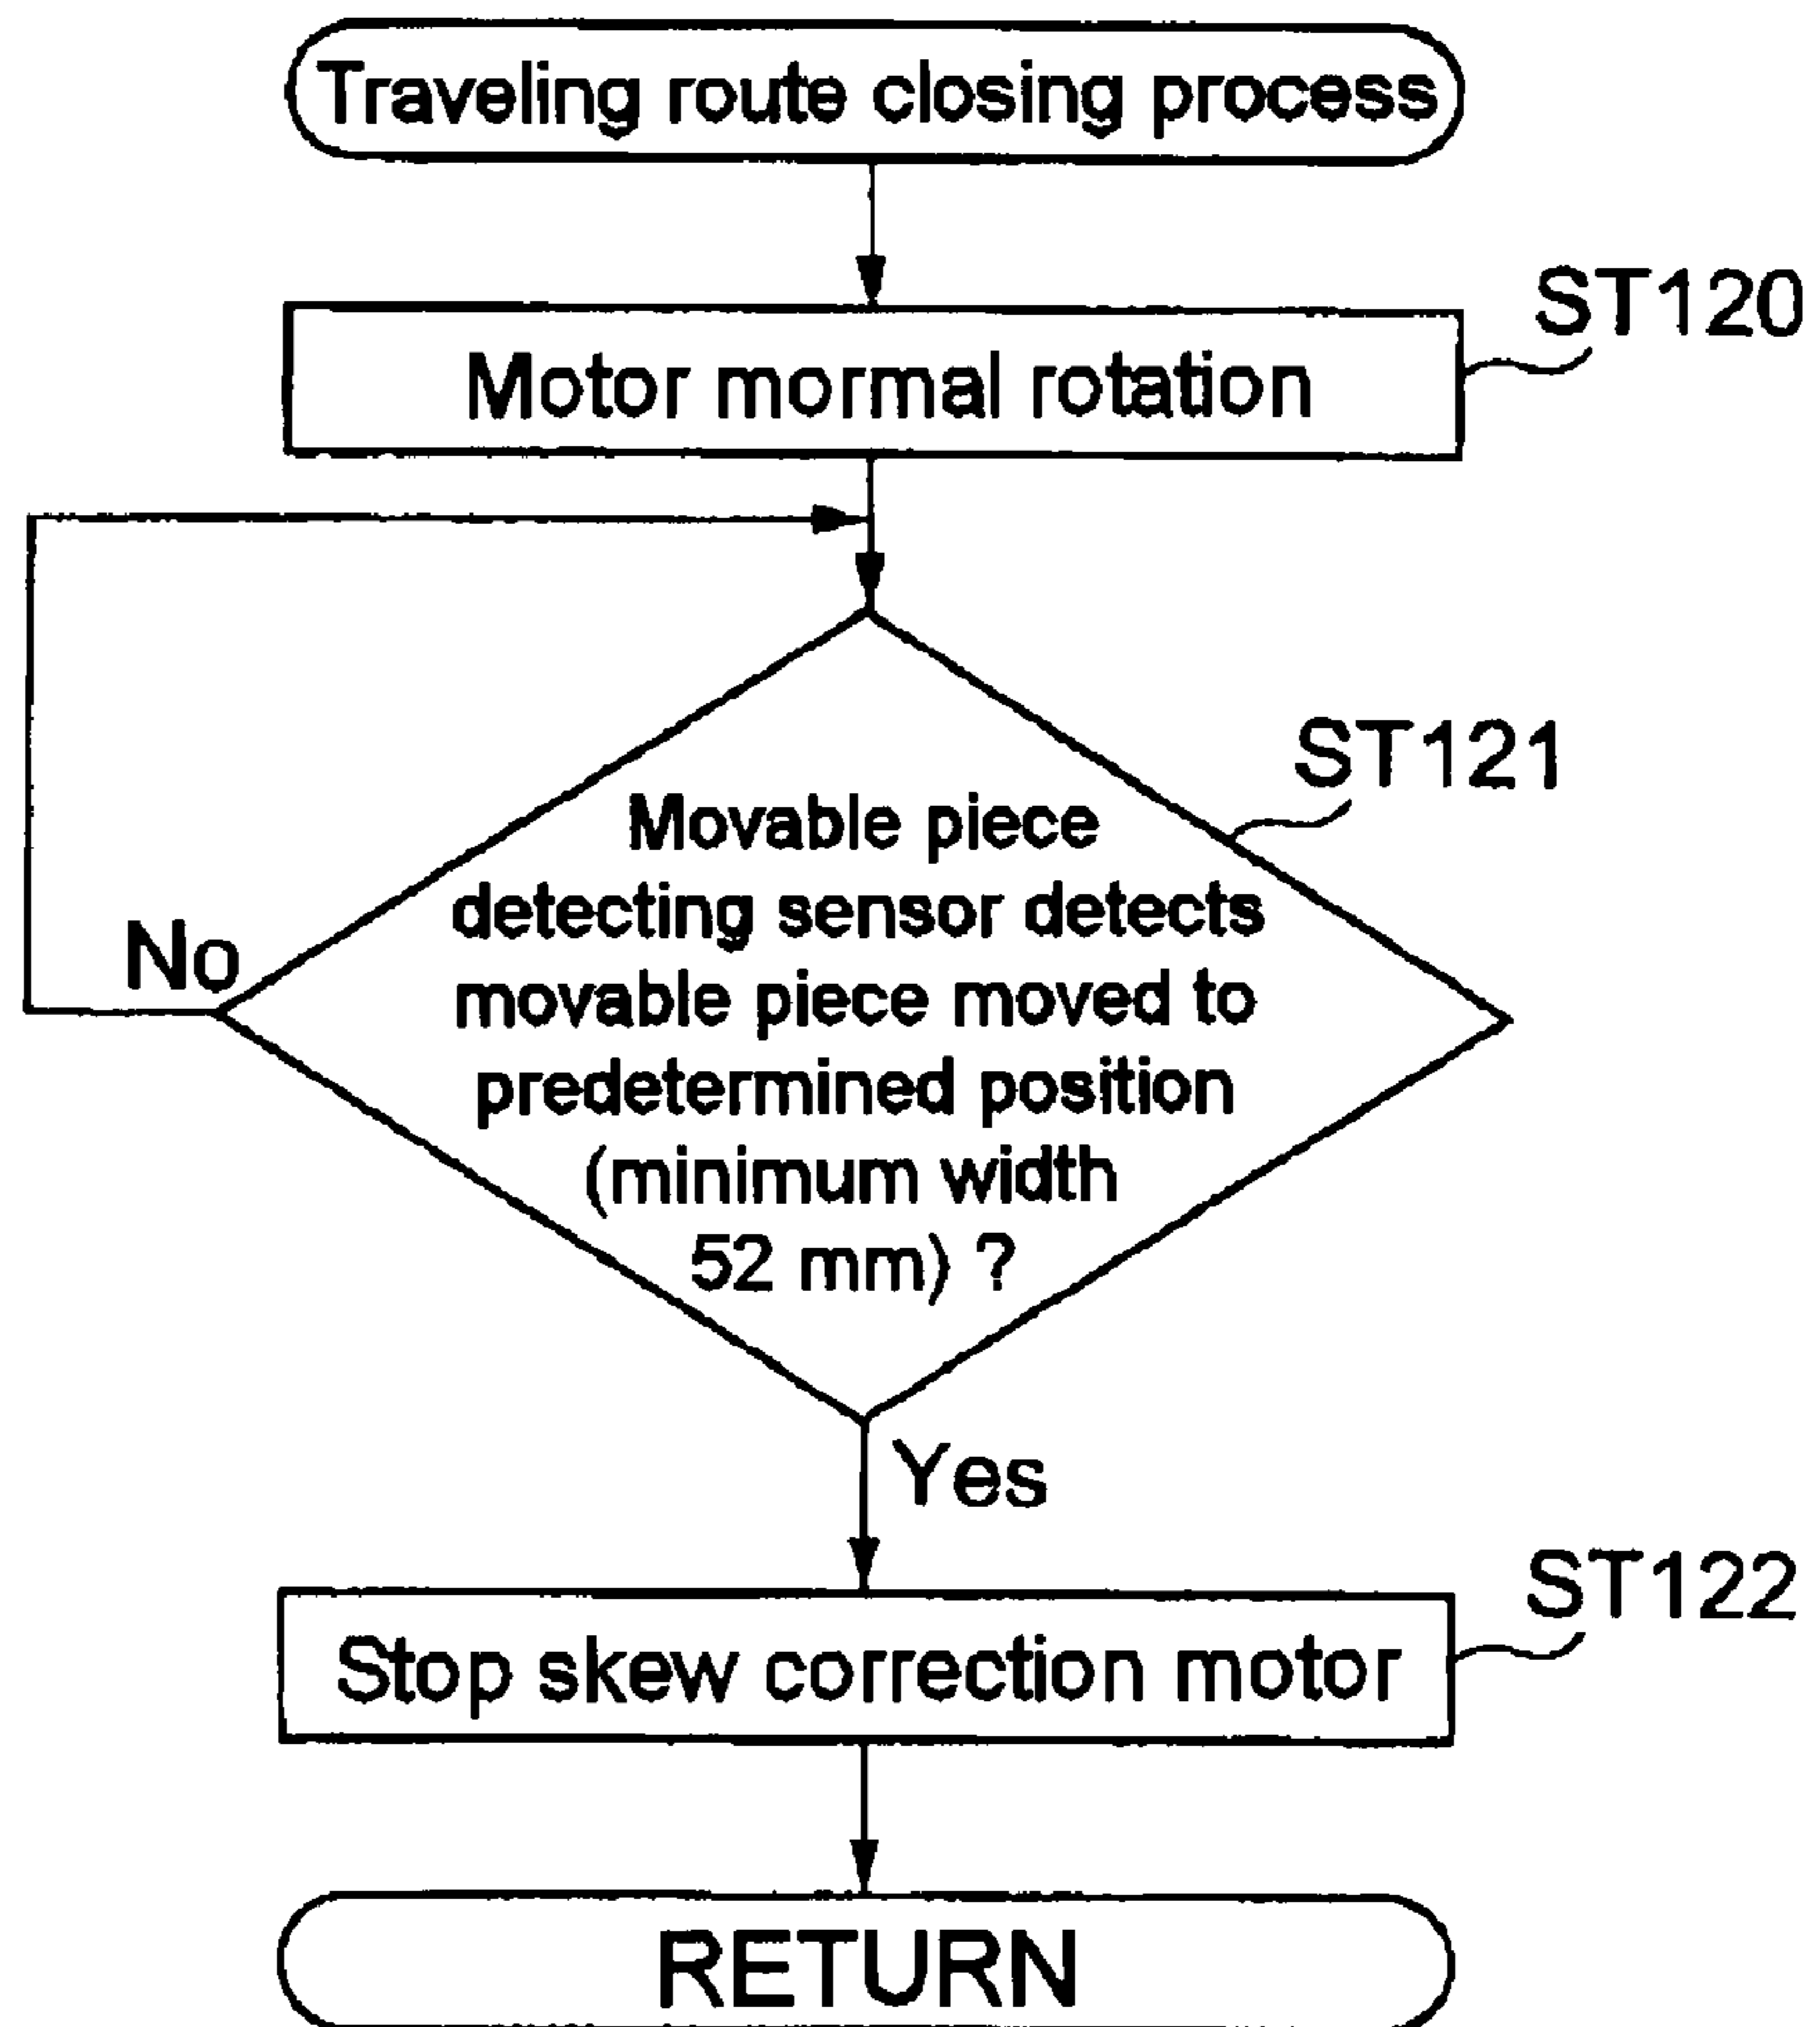 Traveling route closing process
ST120
Motor mormal rotation
ST121
Movable piece
detecting sensor detects
movable piece moved to
predetermined position
(minimum width
52 mm) ?
No
Yes
ST122
Stop skew correction motor
RETURN